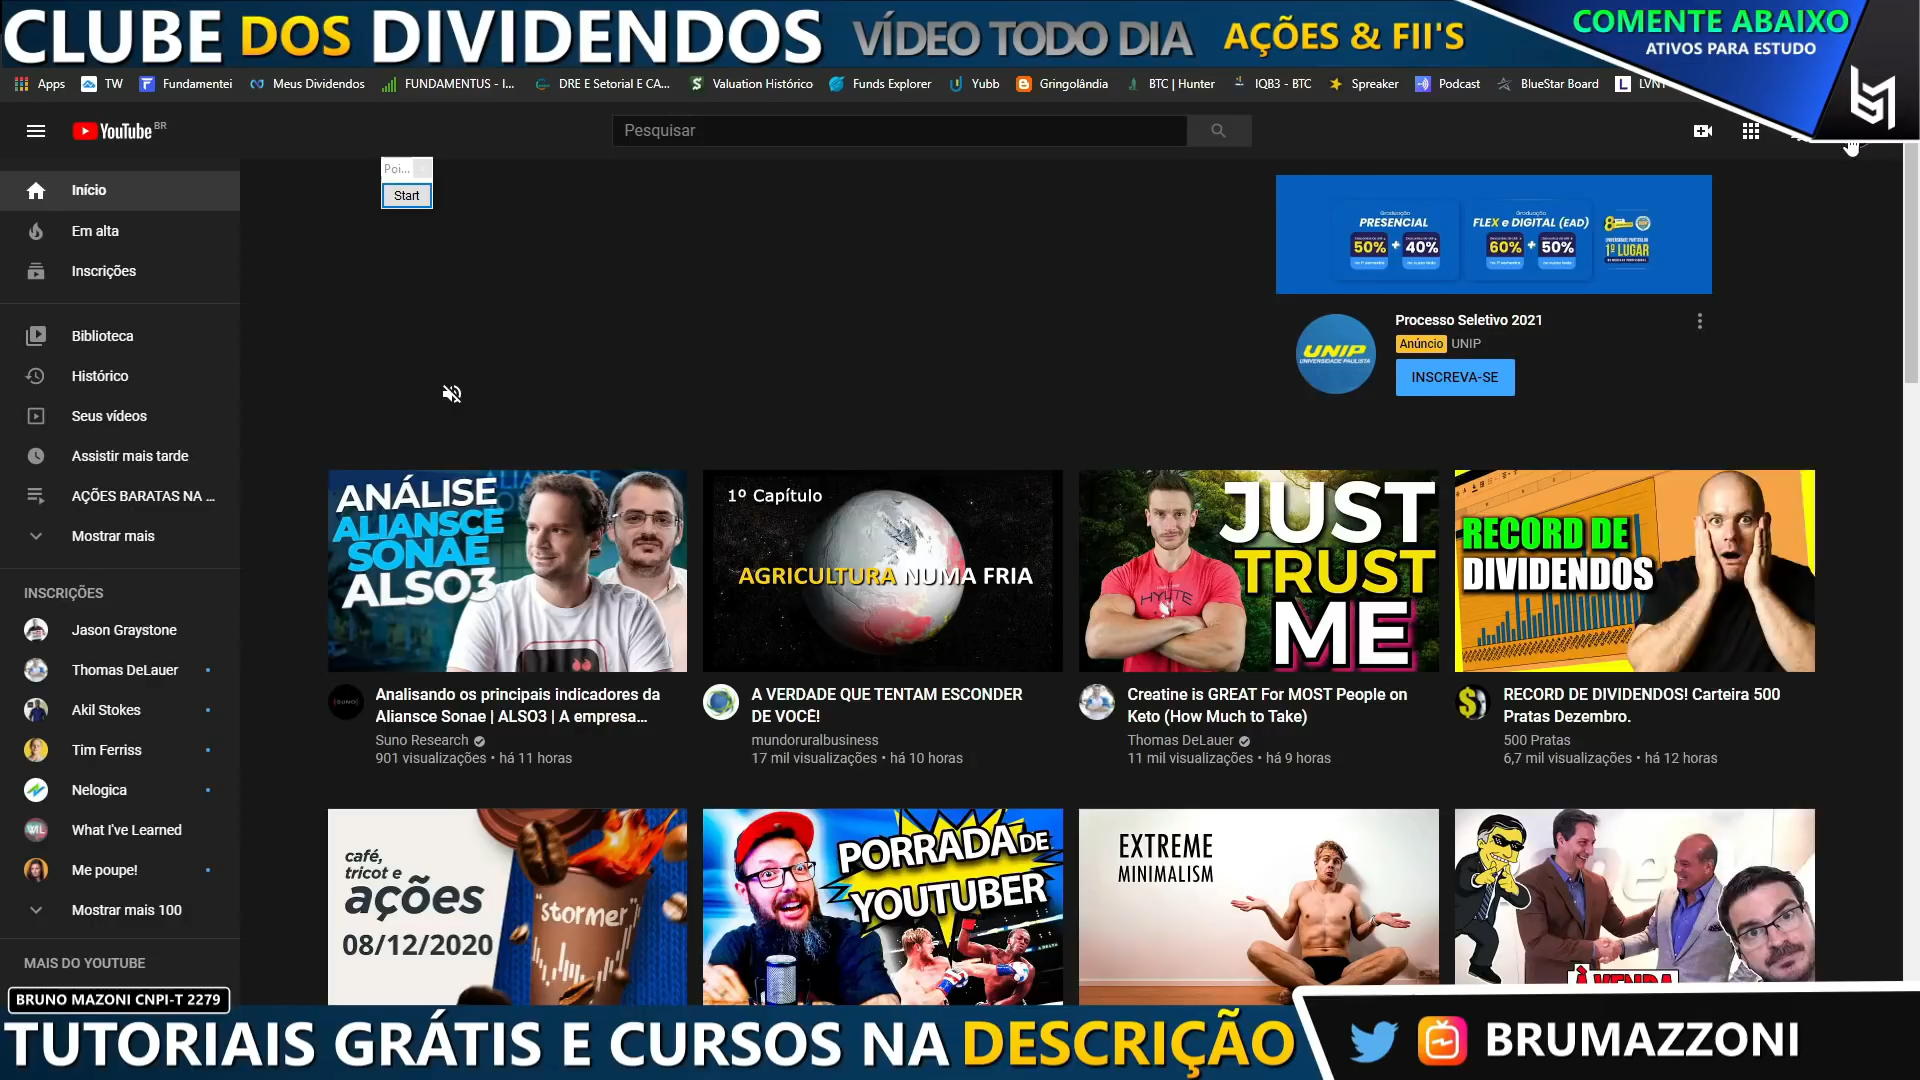 CLUBE DOS DIVIDENDOS VÍDEO TODO DIA AÇÕES & FII'S
COMENTE ABAIXO
ATIVOS PARA ESTUDO
Apps TW Fundamentei Meus Dividendos FUNDAMENTUS - I... DRE E Setorial E CA... Valuation Histórico Funds Explorer Yubb Gringolândia BTC | Hunter IQB3 - BTC Spreaker Podcast BlueStar Board
YouTube BR
Pesquisar
Poi...
Start
Início
Em alta
Inscrições
Biblioteca
Histórico
Seus vídeos
Assistir mais tarde
AÇÕES BARATAS NA ...
Mostrar mais
INSCRIÇÕES
Jason Graystone
Thomas DeLauer
Akil Stokes
Tim Ferriss
Nelogica
What I've Learned
Me poupe!
Mostrar mais 100
MAIS DO YOUTUBE
Graduação
PRESENCIAL
50% + 40%
Graduação
FLEX e DIGITAL (EAD)
60% + 50%
1º LUGAR
UNIP
UNIVERSIDADE PAULISTA
Processo Seletivo 2021
Anúncio UNIP
INSCREVA-SE
ANÁLISE
ALIANSCE
SONAE
ALSO3
Analisando os principais indicadores da
Aliansce Sonae | ALSO3 | A empresa...
SUNO
Suno Research
901 visualizações • há 11 horas
1º Capítulo
AGRICULTURA NUMA FRIA
A VERDADE QUE TENTAM ESCONDER
DE VOCÊ!
mundoruralbusiness
17 mil visualizações • há 10 horas
JUST
TRUST
ME
HYLETE
Creatine is GREAT For MOST People on
Keto (How Much to Take)
Thomas DeLauer
11 mil visualizações • há 9 horas
RECORD DE
DIVIDENDOS
RECORD DE DIVIDENDOS! Carteira 500
Pratas Dezembro.
500 Pratas
6,7 mil visualizações • há 12 horas
café,
tricot e
ações
08/12/2020
"stormer"
PORRADA DE
YOUTUBER
EXTREME
MINIMALISM
À VENDA
BRUNO MAZONI CNPI-T 2279
TUTORIAIS GRÁTIS E CURSOS NA DESCRIÇÃO
BRUMAZZONI